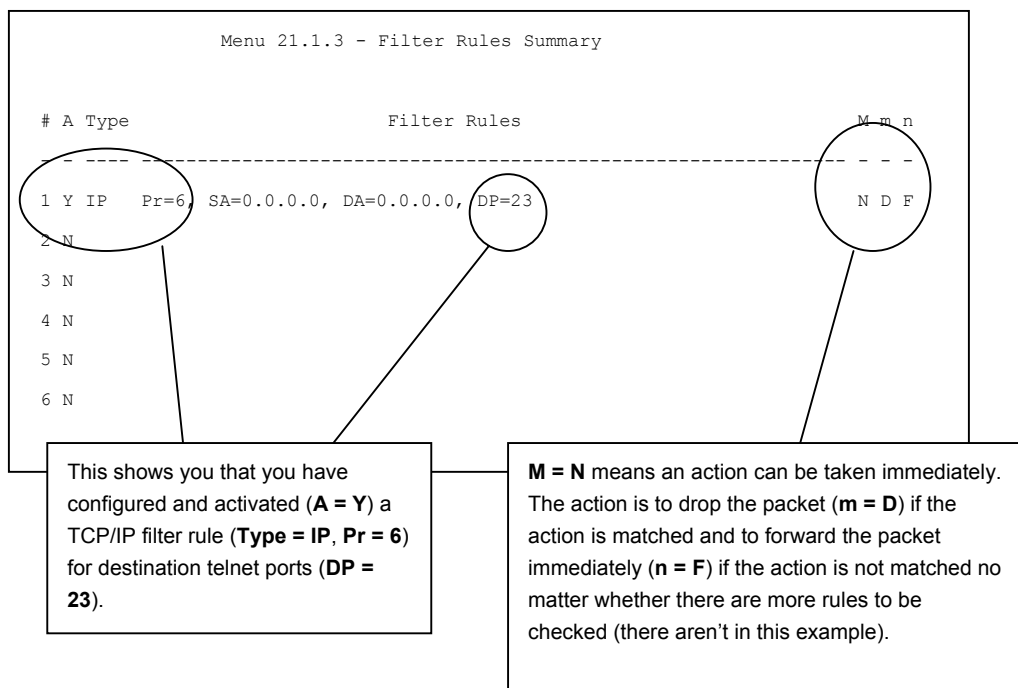 Menu 21.1.3 - Filter Rules Summary
# A Type Filter Rules M m n
- - ---- --------------------------------------------------------------- - - -
1 Y IP Pr=6, SA=0.0.0.0, DA=0.0.0.0, DP=23 N D F
2 N
3 N
4 N
5 N
6 N
This shows you that you have
configured and activated (A = Y) a
TCP/IP filter rule (Type = IP, Pr = 6)
for destination telnet ports (DP =
23).
M = N means an action can be taken immediately.
The action is to drop the packet (m = D) if the
action is matched and to forward the packet
immediately (n = F) if the action is not matched no
matter whether there are more rules to be
checked (there aren't in this example).